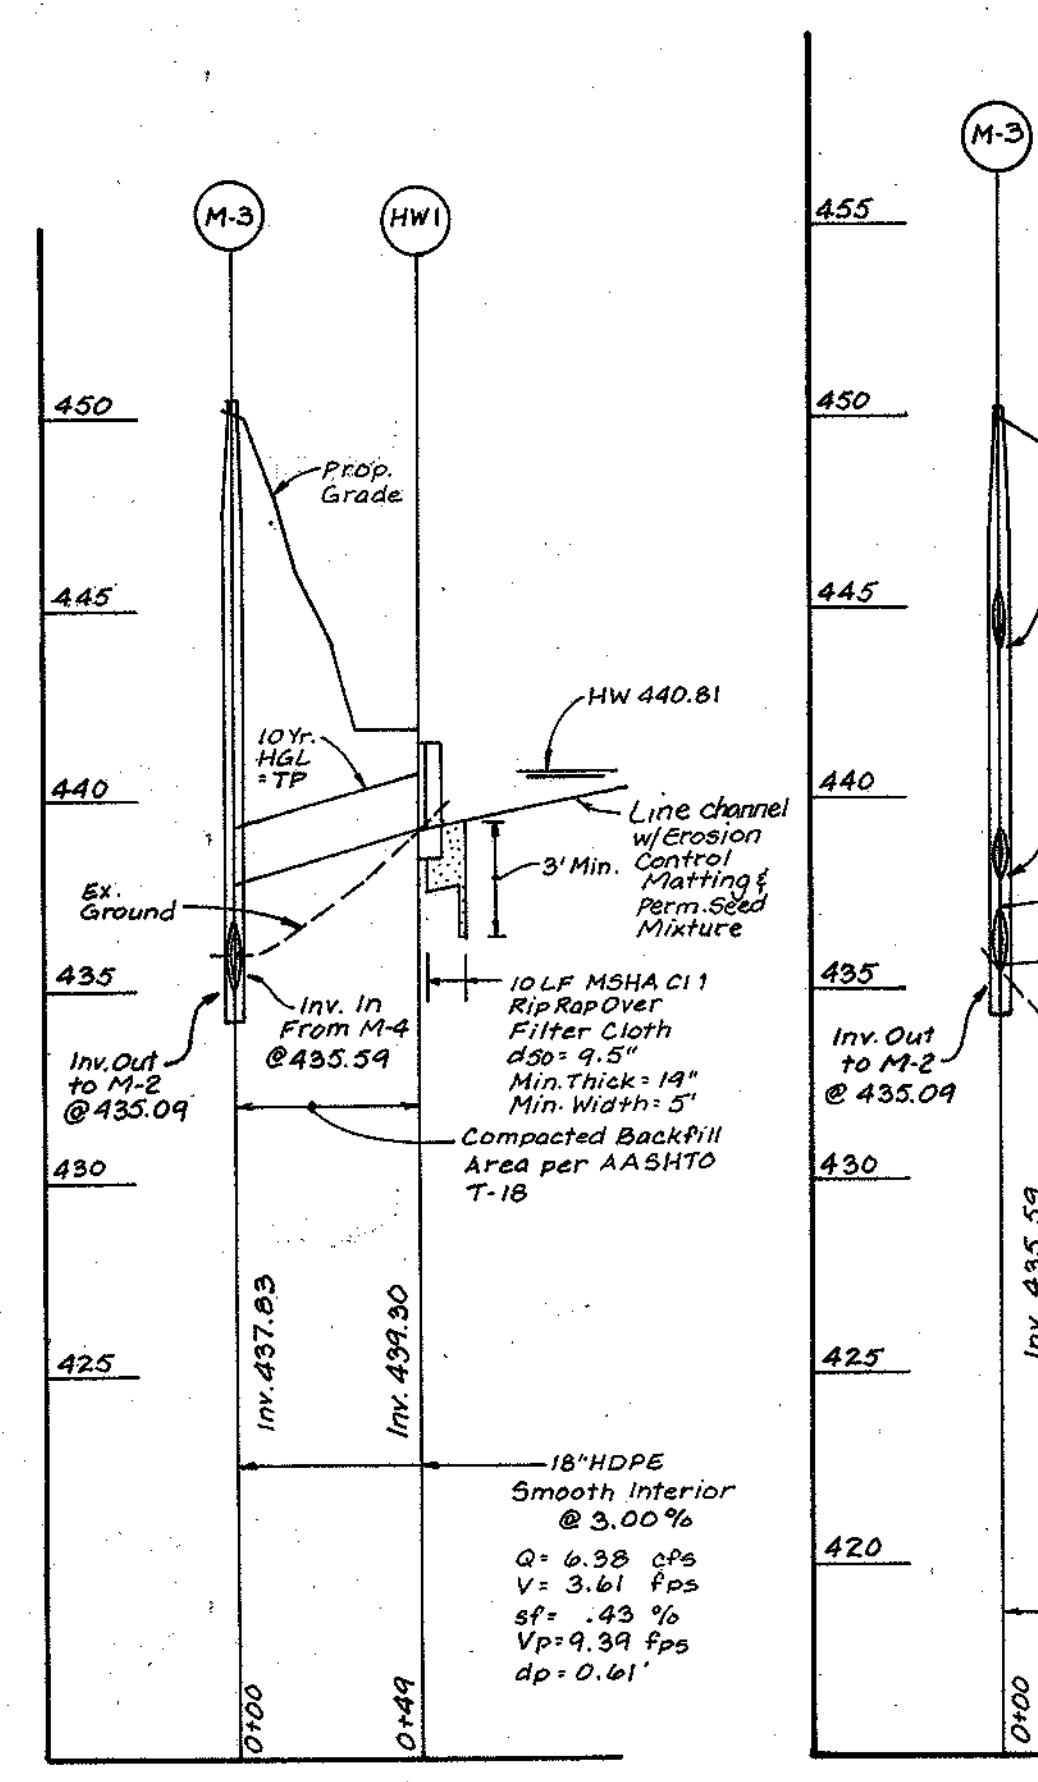 M-3
HW1
450
445
440
435
430
425
Prop.
Grade
10 Yr.
HGL
= TP
HW 440.81
Line channel
w/Erosion
Control
Matting &
Perm. Seed
Mixture
3' Min.
Ex.
Ground
Inv. In
From M-4
@ 435.59
Inv. Out
to M-2
@ 435.09
10 LF MSHA Cl 1
Rip Rap Over
Filter Cloth
d50 = 9.5"
Min. Thick = 19"
Min. Width = 5'
Compacted Backfill
Area per AASHTO
T-18
Inv. 437.83
Inv. 439.30
18" HDPE
Smooth Interior
@ 3.00 %
Q = 6.38 cfs
V = 3.61 fps
sf = .43 %
Vp = 9.39 fps
dp = 0.61'
0+00
0+49
M-3
455
450
445
440
435
430
425
420
Inv. Out
to M-2
@ 435.09
Inv. 435.59
0+00